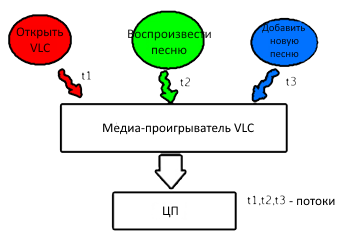 Открыть
VLC
Воспроизвести
песню
Добавить
новую
песню
t1
t2
t3
Медиа-проигрыватель VLC
ЦП
t1,t2,t3 - потоки